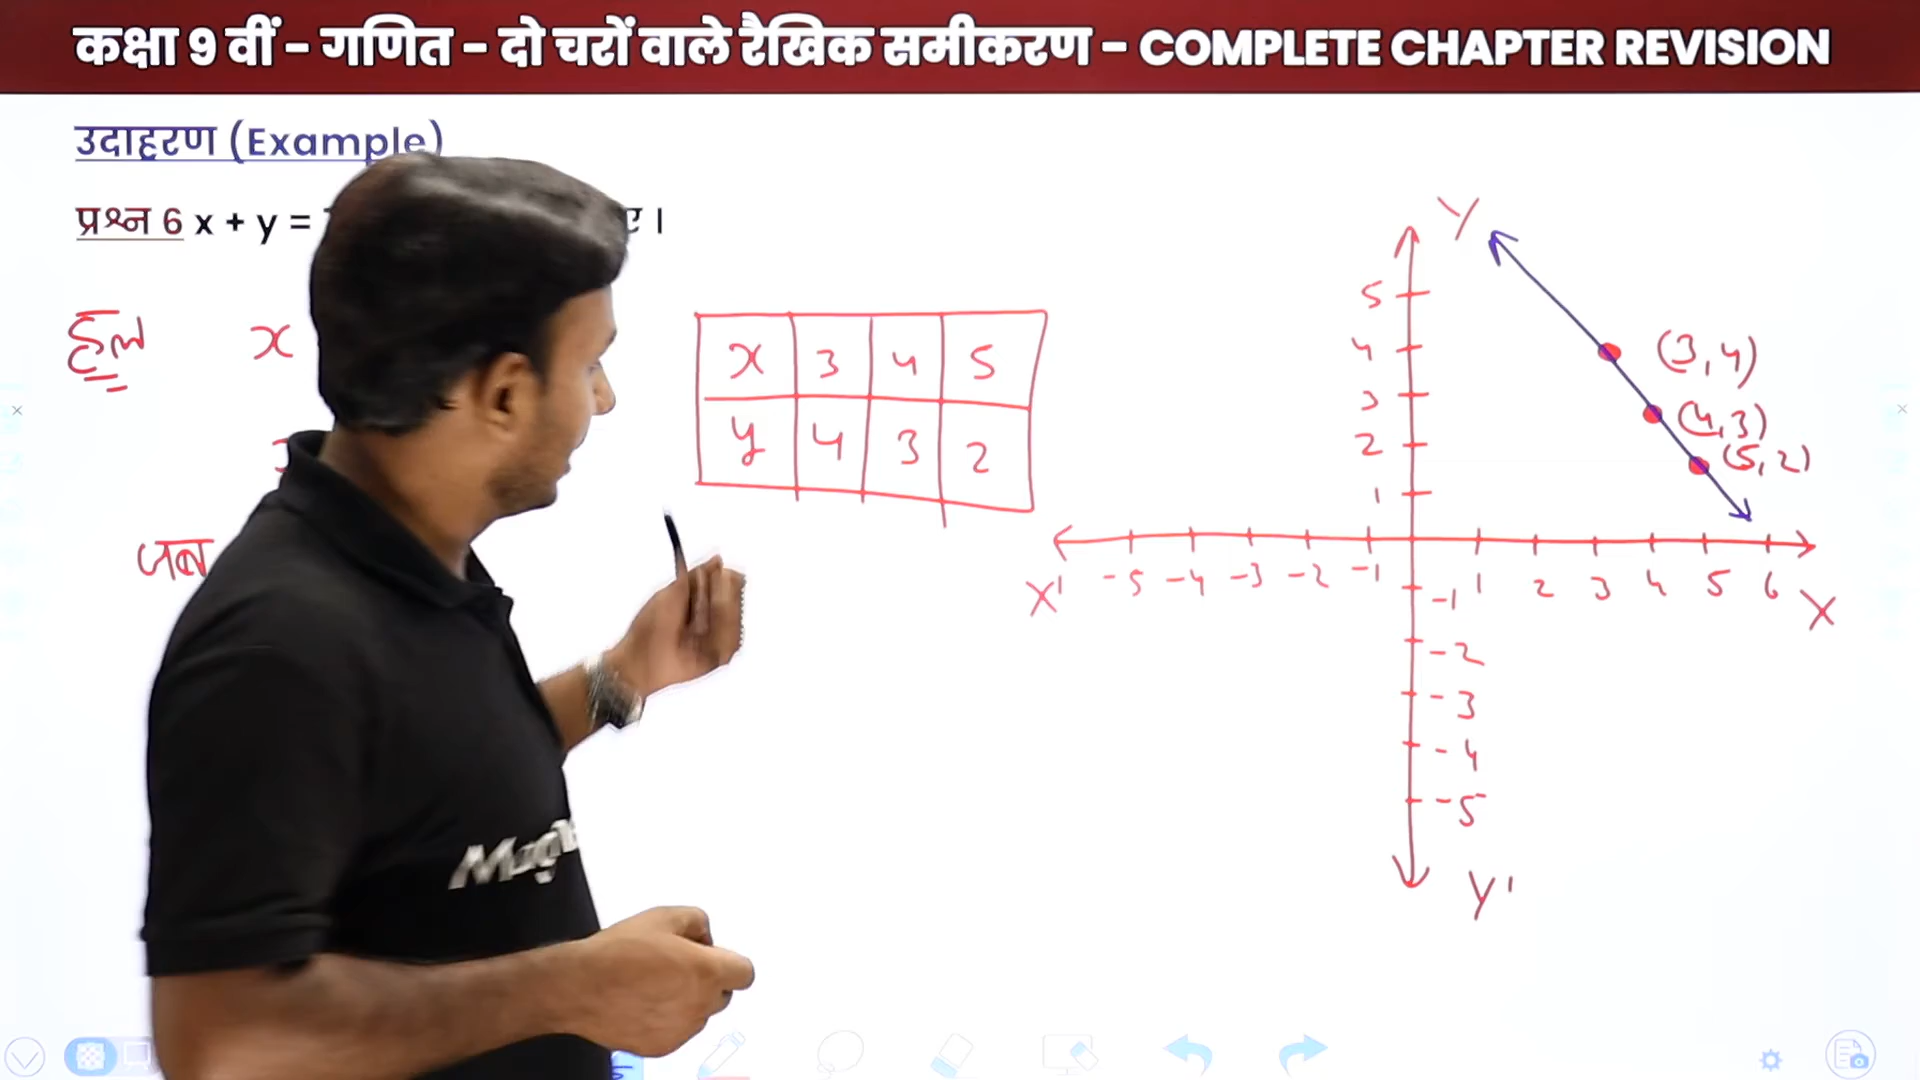 कक्षा 9 वीं – गणित – दो चरों वाले रैखिक समीकरण – COMPLETE CHAPTER REVISION
उदाहरण (Example)
प्रश्न 6 x + y =
हल x
x 3 4 5
y 4 3 2
जब
Y
5
4
3
2
1
(3,4)
(4,3)
(5,2)
X' -5 -4 -3 -2 -1 1 2 3 4 5 6 X
-1
-2
-3
-4
-5
Y'